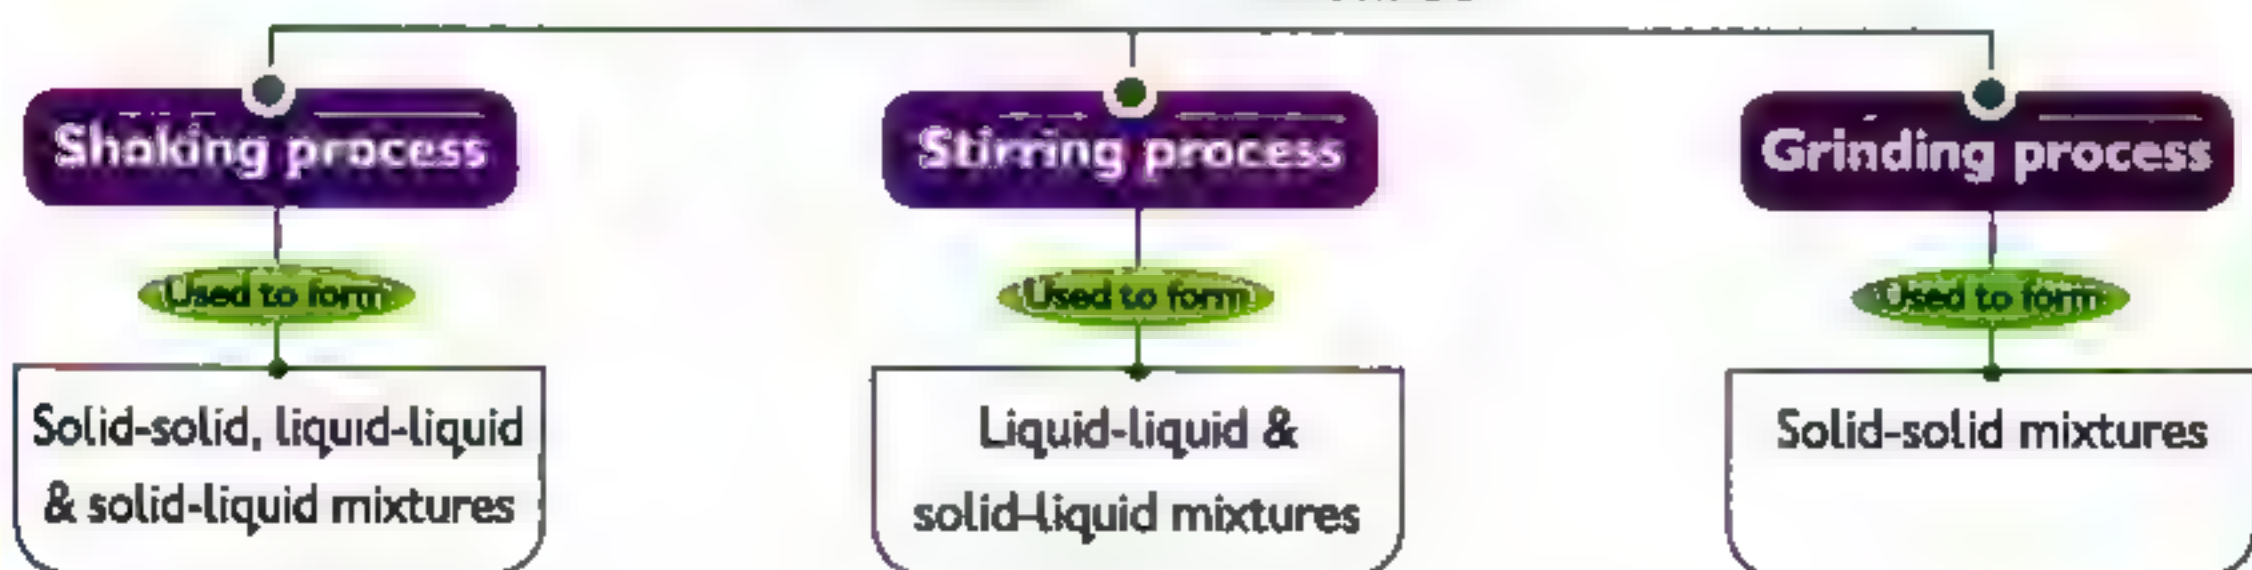 Shaking process
Stirring process
Grinding process
Used to form
Used to form
Used to form
Solid-solid, liquid-liquid
& solid-liquid mixtures
Liquid-liquid &
solid-liquid mixtures
Solid-solid mixtures